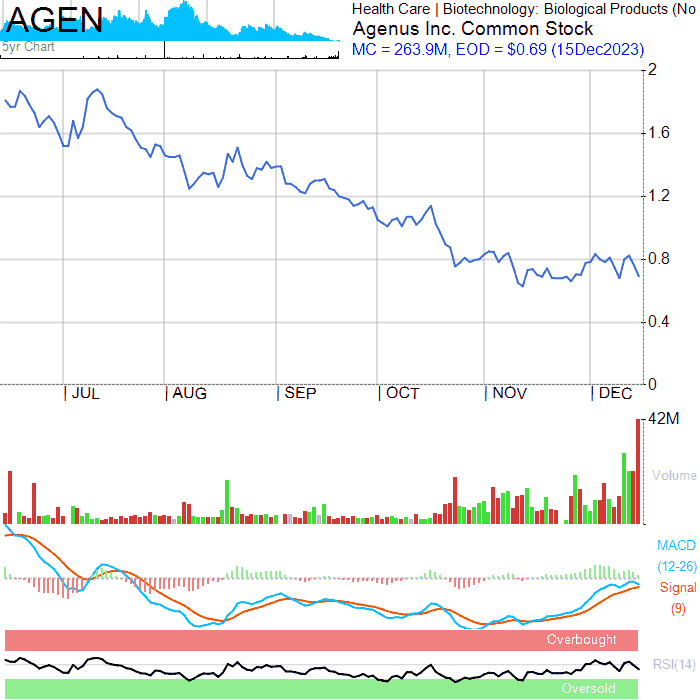 AGEN
Health Care | Biotechnology: Biological Products (No
Agenus Inc. Common Stock
5yr Chart
MC = 263.9M, EOD = $0.69 (15Dec2023)
2
1.6
1.2
0.8
0.4
0
JUL AUG SEP OCT NOV DEC
42M
Volume
MACD
(12-26)
Signal
(9)
Overbought
RSI(14)
Oversold